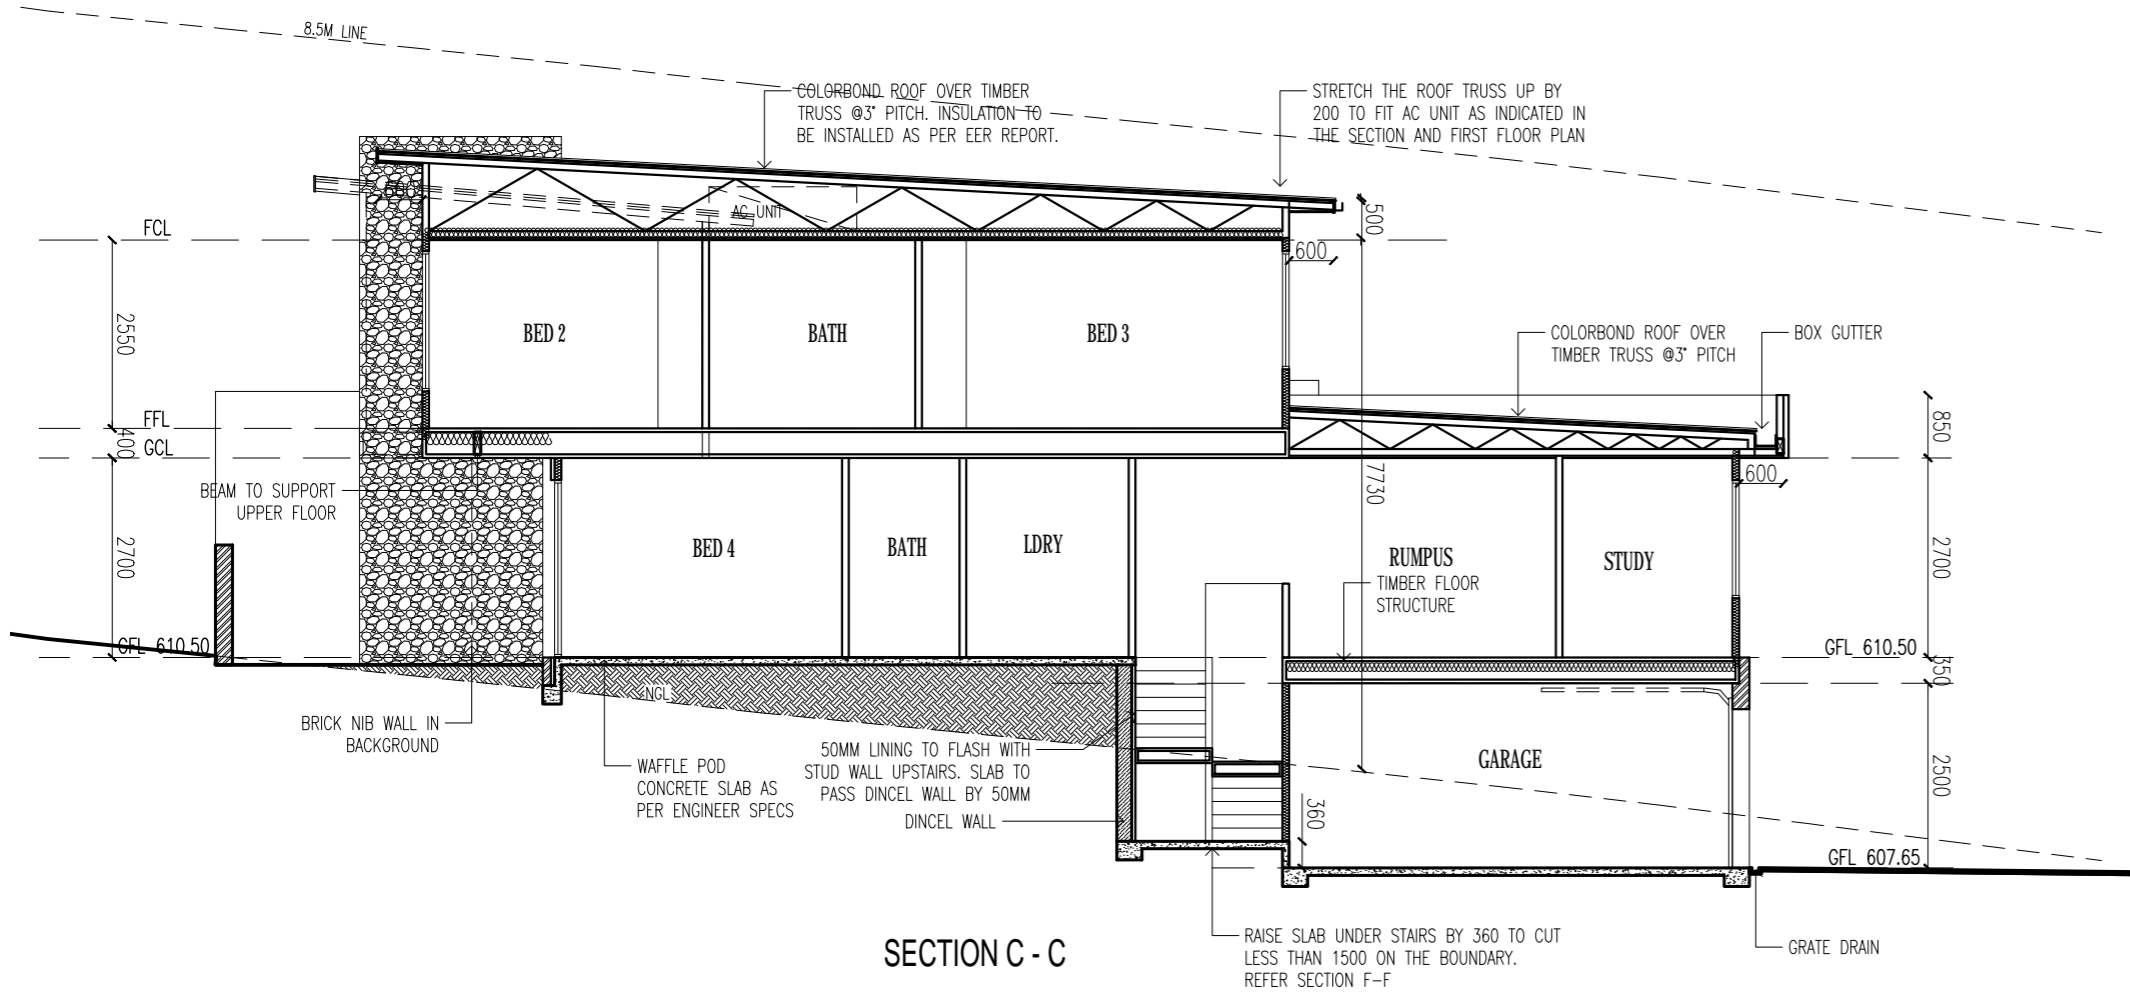 8.5M LINE
COLORBOND ROOF OVER TIMBER
TRUSS @3° PITCH. INSULATION TO
BE INSTALLED AS PER EER REPORT.
STRETCH THE ROOF TRUSS UP BY
200 TO FIT AC UNIT AS INDICATED IN
THE SECTION AND FIRST FLOOR PLAN
AC UNIT
FCL
500
600
2550
BED 2
BATH
BED 3
COLORBOND ROOF OVER
TIMBER TRUSS @3° PITCH
BOX GUTTER
FFL
400
GCL
850
BEAM TO SUPPORT
UPPER FLOOR
7730
600
2700
BED 4
BATH
LDRY
RUMPUS
STUDY
2700
TIMBER FLOOR
STRUCTURE
GFL 610.50
GFL 610.50
350
NGL
BRICK NIB WALL IN
BACKGROUND
WAFFLE POD
CONCRETE SLAB AS
PER ENGINEER SPECS
50MM LINING TO FLASH WITH
STUD WALL UPSTAIRS. SLAB TO
PASS DINCEL WALL BY 50MM
DINCEL WALL
360
GARAGE
2500
GFL 607.65
SECTION C - C
RAISE SLAB UNDER STAIRS BY 360 TO CUT
LESS THAN 1500 ON THE BOUNDARY.
REFER SECTION F-F
GRATE DRAIN